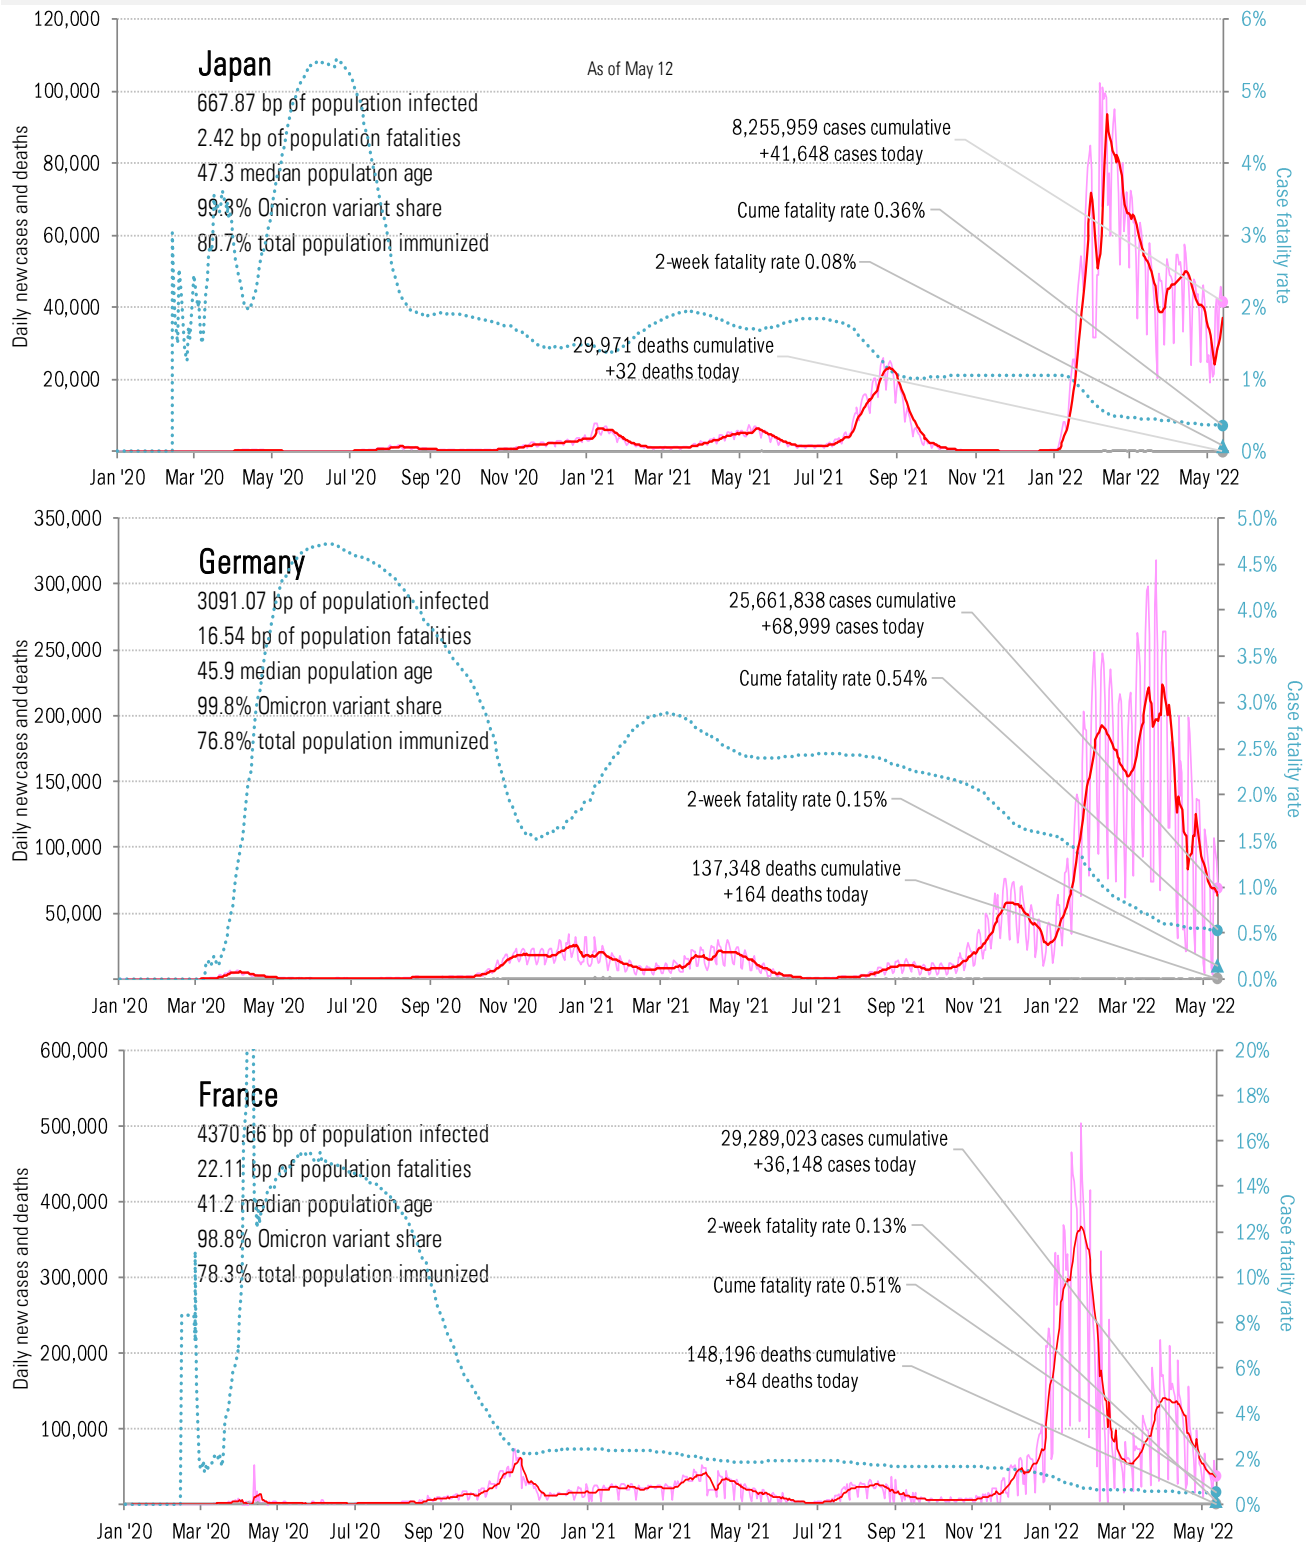 120,000
100,000
80,000
60,000
40,000
20,000
6%
5%
4%
3%
2%
1%
0%
Daily new cases and deaths
Case fatality rate
Japan
As of May 12
667.87 bp of population infected
2.42 bp of population fatalities
47.3 median population age
99.8% Omicron variant share
80.7% total population immunized
8,255,959 cases cumulative
+41,648 cases today
Cume fatality rate 0.36%
2-week fatality rate 0.08%
29,971 deaths cumulative
+32 deaths today
Jan '20 Mar '20 May '20 Jul '20 Sep '20 Nov '20 Jan '21 Mar '21 May '21 Jul '21 Sep '21 Nov '21 Jan '22 Mar '22 May '22
350,000
300,000
250,000
200,000
150,000
100,000
50,000
5.0%
4.5%
4.0%
3.5%
3.0%
2.5%
2.0%
1.5%
1.0%
0.5%
0.0%
Daily new cases and deaths
Case fatality rate
Germany
3091.07 bp of population infected
16.54 bp of population fatalities
45.9 median population age
99.8% Omicron variant share
76.8% total population immunized
25,661,838 cases cumulative
+68,999 cases today
Cume fatality rate 0.54%
2-week fatality rate 0.15%
137,348 deaths cumulative
+164 deaths today
Jan '20 Mar '20 May '20 Jul '20 Sep '20 Nov '20 Jan '21 Mar '21 May '21 Jul '21 Sep '21 Nov '21 Jan '22 Mar '22 May '22
600,000
500,000
400,000
300,000
200,000
100,000
20%
18%
16%
14%
12%
10%
8%
6%
4%
2%
0%
Daily new cases and deaths
Case fatality rate
France
4370.66 bp of population infected
22.11 bp of population fatalities
41.2 median population age
98.8% Omicron variant share
78.3% total population immunized
29,289,023 cases cumulative
+36,148 cases today
2-week fatality rate 0.13%
Cume fatality rate 0.51%
148,196 deaths cumulative
+84 deaths today
Jan '20 Mar '20 May '20 Jul '20 Sep '20 Nov '20 Jan '21 Mar '21 May '21 Jul '21 Sep '21 Nov '21 Jan '22 Mar '22 May '22